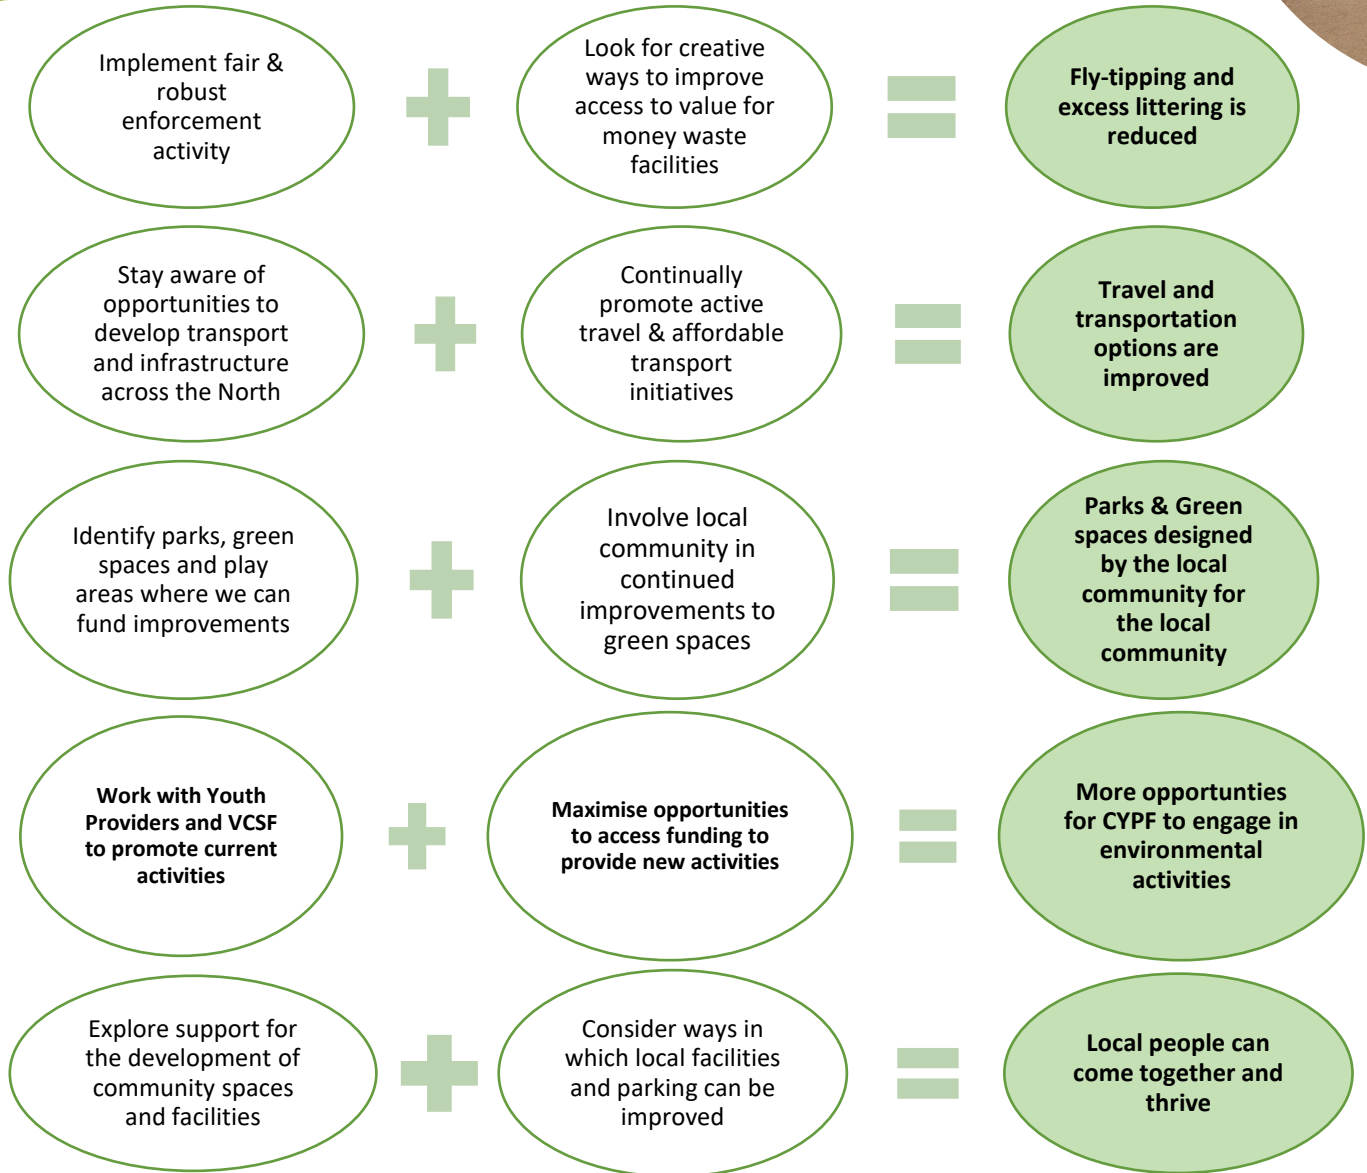 Implement fair &
robust
enforcement
activity
Look for creative
ways to improve
access to value for
money waste
facilities
Fly-tipping and
excess littering is
reduced
Stay aware of
opportunities to
develop transport
and infrastructure
across the North
Continually
promote active
travel & affordable
transport
initiatives
Travel and
transportation
options are
improved
Identify parks, green
spaces and play
areas where we can
fund improvements
Involve local
community in
continued
improvements to
green spaces
Parks & Green
spaces designed
by the local
community for
the local
community
Work with Youth
Providers and VCSF
to promote current
activities
Maximise opportunities
to access funding to
provide new activities
More opportunties
for CYPF to engage in
environmental
activities
Explore support for
the development of
community spaces
and facilities
Consider ways in
which local facilities
and parking can be
improved
Local people can
come together and
thrive